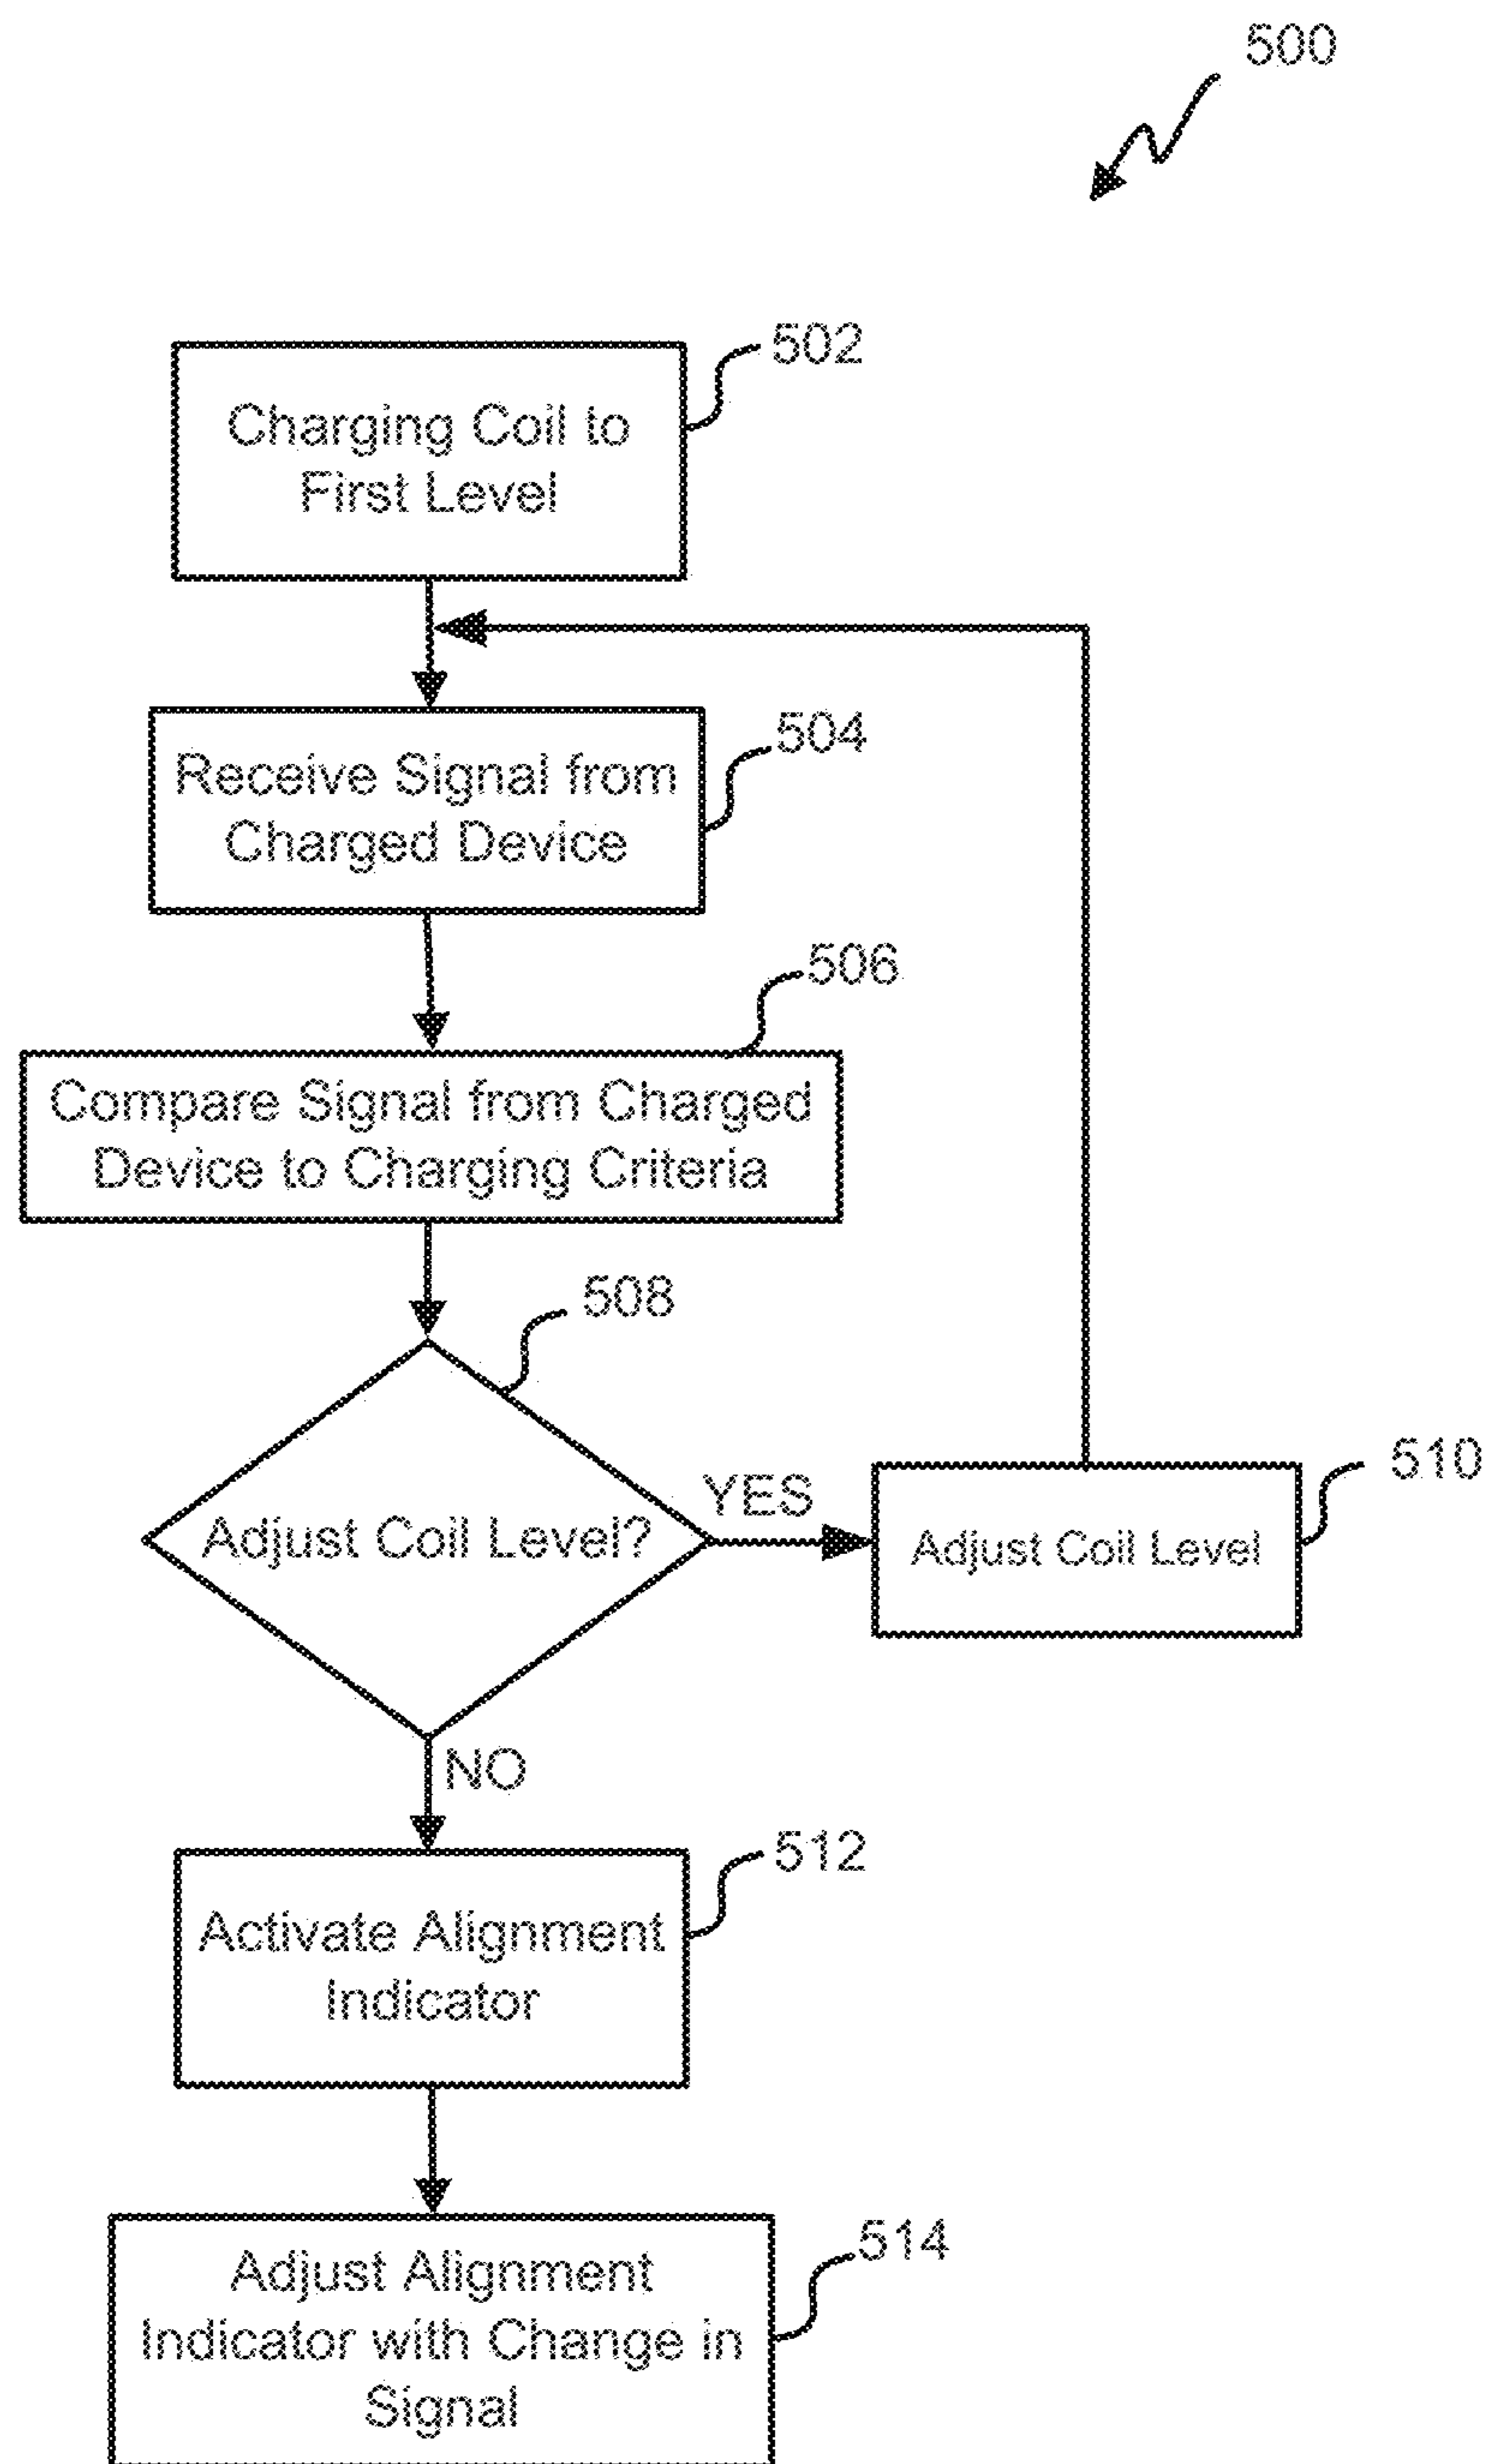 500
502
Charging Coil to
First Level
504
Receive Signal from
Charged Device
506
Compare Signal from Charged
Device to Charging Criteria
508
Adjust Coil Level?
YES
510
Adjust Coil Level
NO
512
Activate Alignment
Indicator
514
Adjust Alignment
Indicator with Change in
Signal